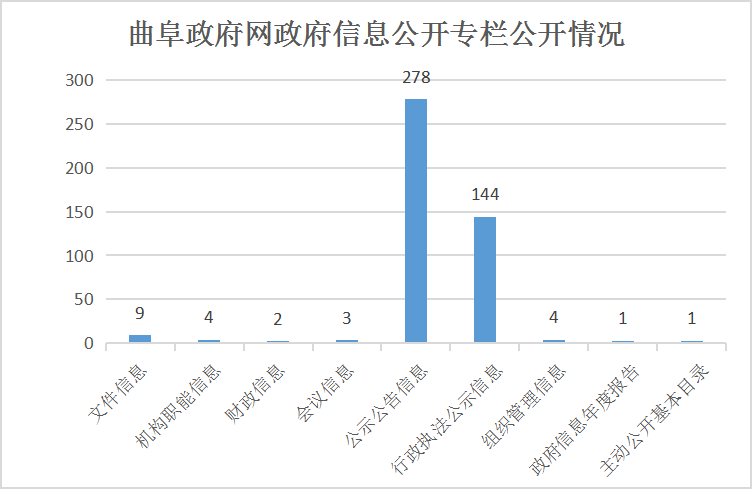 曲阜政府网政府信息公开专栏公开情况
300
250
200
150
100
50
0
9
4
2
3
278
144
4
1
1
文件信息
机构职能信息
财政信息
会议信息
公示公告信息
行政执法公示信息
组织管理信息
政府信息年度报告
主动公开基本目录